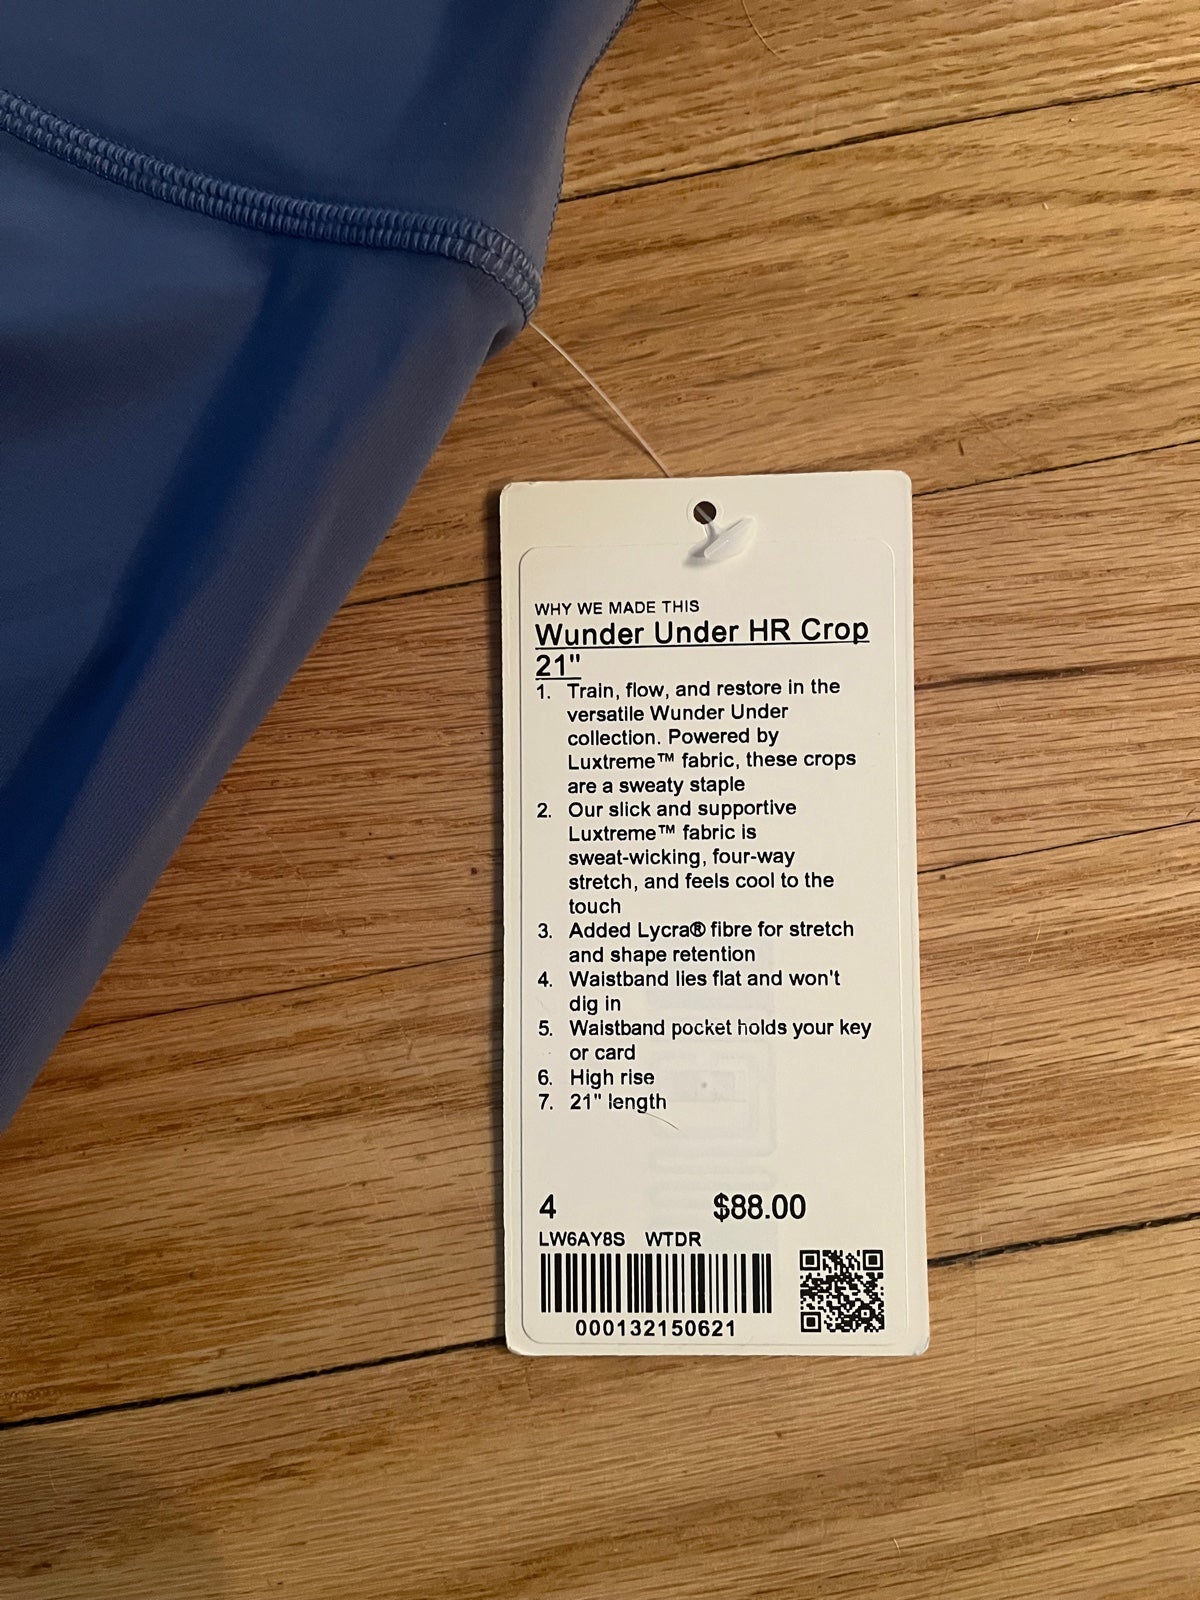 WHY WE MADE THIS
Wunder Under HR Crop
21"
1. Train, flow, and restore in the
versatile Wunder Under
collection. Powered by
Luxtreme™ fabric, these crops
are a sweaty staple
2. Our slick and supportive
Luxtreme™ fabric is
sweat-wicking, four-way
stretch, and feels cool to the
touch
3. Added Lycra® fibre for stretch
and shape retention
4. Waistband lies flat and won't
dig in
5. Waistband pocket holds your key
or card
6. High rise
7. 21" length
4 $88.00
LW6AY8S WTDR
000132150621